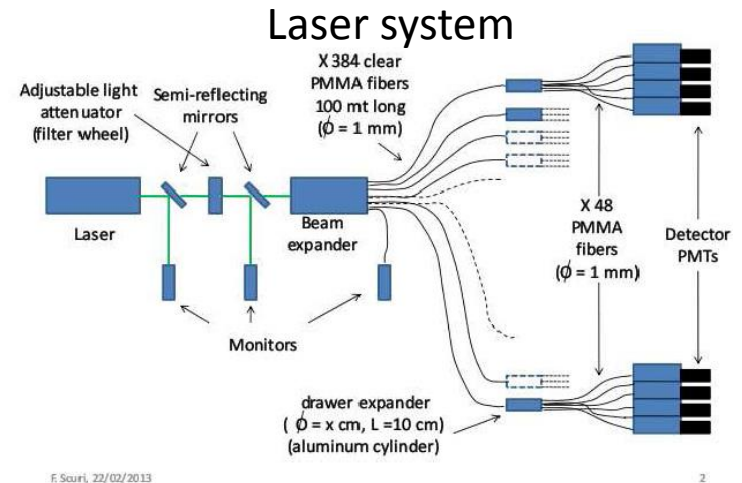 Laser system
X 384 clear
PMMA fibers
100 mt long
(Ø = 1 mm)
Adjustable light
attenuator
(filter wheel)
Semi-reflecting
mirrors
Laser
Beam
expander
X 48
PMMA
fibers
(Ø = 1 mm)
Detector
PMTs
Monitors
drawer expander
( Ø = x cm, L =10 cm)
(aluminum cylinder)
F. Scuri, 22/02/2013
2